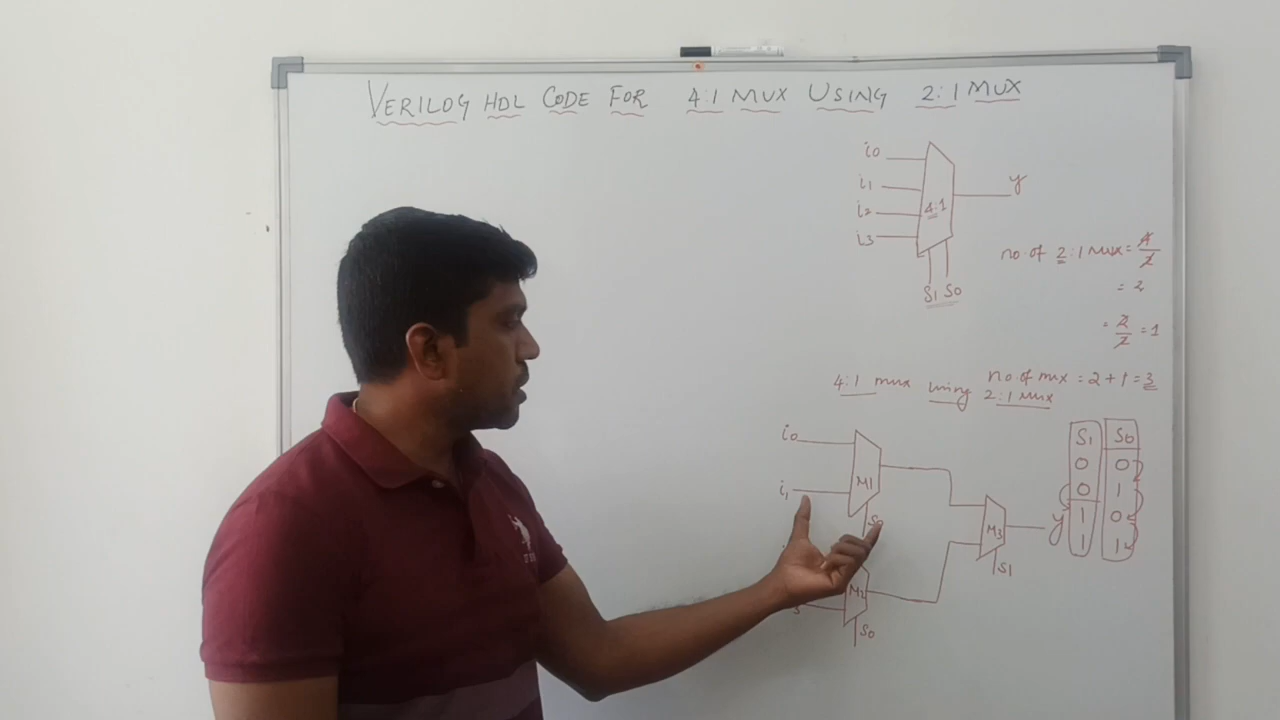 VERILOG HDL CODE FOR 4:1 MUX USING 2:1 MUX
i0
i1
i2
i3
4:1
y
S1 S0
no. of 2:1 MUX = 4/2
= 2
= 2/2 = 1
no. of mux = 2 + 1 = 3
4:1 mux using 2:1 Mux
i0
i1
M1
S0
M2
S0
M3
S1
y
S1 S0
0 0
0 1
1 0
1 1